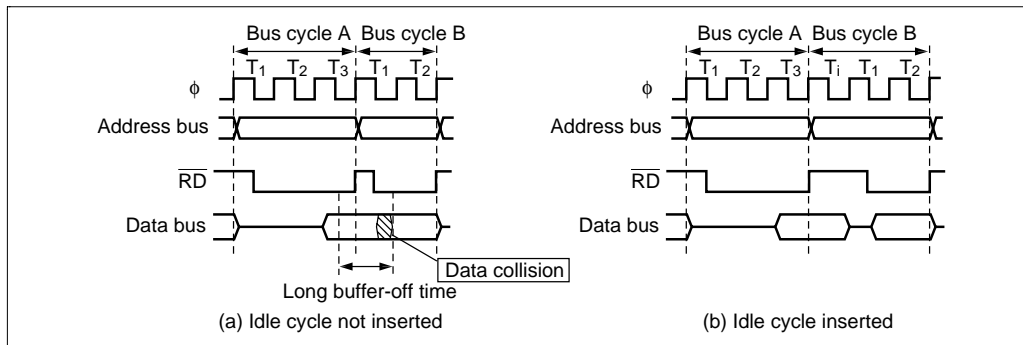 Bus cycle A Bus cycle B
T1 T2 T3 T1 T2
φ
Address bus
RD
Data bus
Data collision
Long buffer-off time
(a) Idle cycle not inserted
Bus cycle A Bus cycle B
T1 T2 T3 Ti T1 T2
φ
Address bus
RD
Data bus
(b) Idle cycle inserted